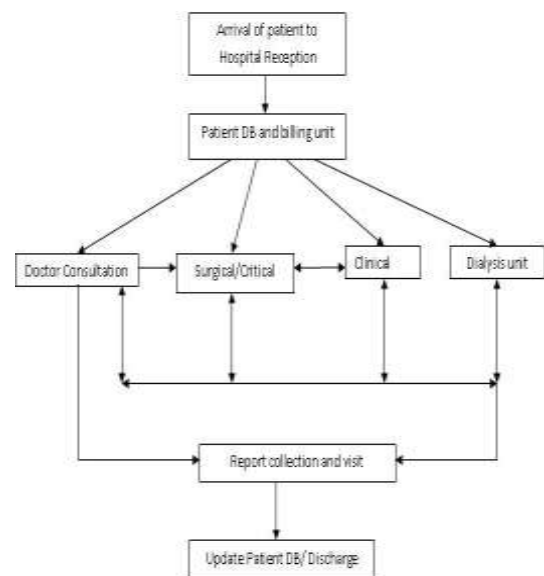 Arrival of patient to
Hospital Reception
Patient DB and billing unit
Doctor Consultation
Surgical/Critical
Clinical
Dialysis unit
Report collection and visit
Update Patient DB/ Discharge